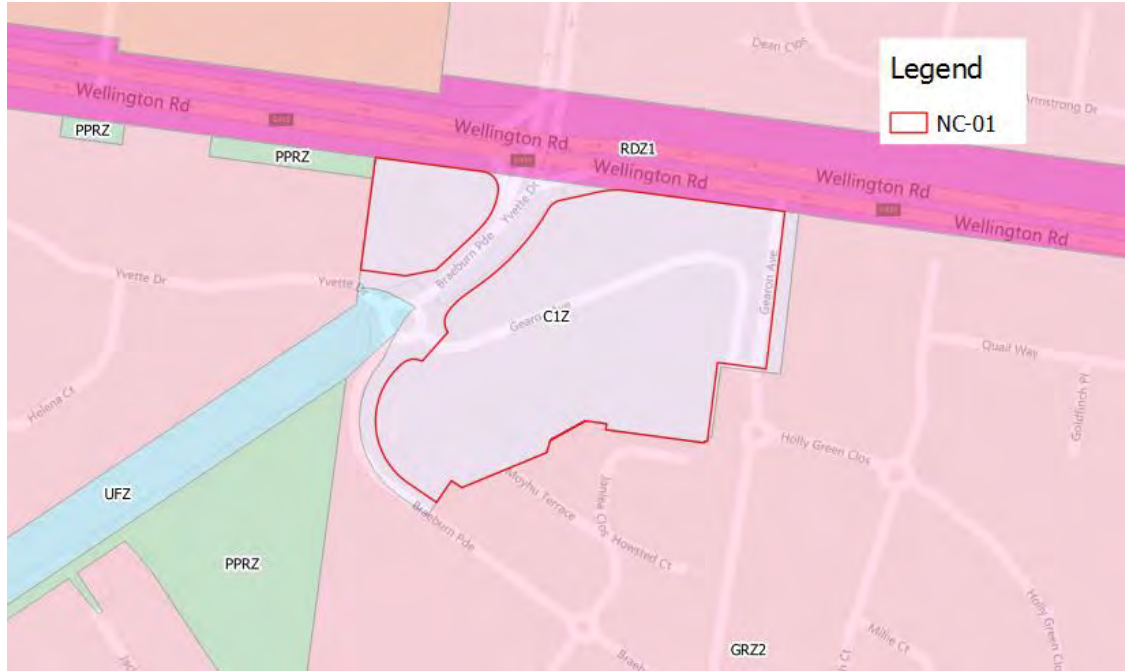 Dean Clos
Legend
NC-01
Armstrong Dr
Wellington Rd
PPRZ
PPRZ
Wellington Rd
RDZ1
Wellington Rd
Wellington Rd
Wellington Rd
Yvette Dr
Braeburn Pde
Yvette Dr
Yvette Dr
Gearon Ave
Gearon Ave
C1Z
Quail Way
Goldfinch Pl
Helena Ct
Holly Green Clos
UFZ
Moyhu Terrace
Janita Clos
Howsted Ct
Braeburn Pde
PPRZ
Holly Green Clos
Millie Ct
GRZ2